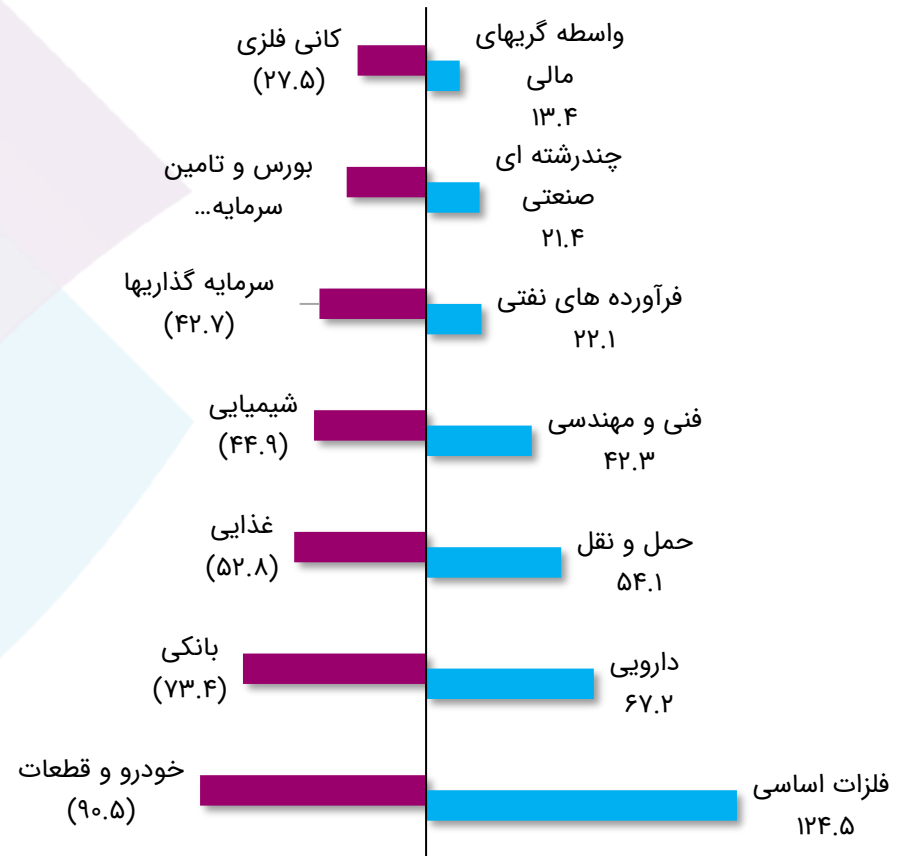 واسطه گریهای
مالی
۱۳.۴
کانی فلزی
(۲۷.۵)
چندرشته ای
صنعتی
۲۱.۴
بورس و تامین
سرمایه...
فرآورده های نفتی
۲۲.۱
سرمایه گذاریها
(۴۲.۷)
فنی و مهندسی
۴۲.۳
شیمیایی
(۴۴.۹)
حمل و نقل
۵۴.۱
غذایی
(۵۲.۸)
دارویی
۶۷.۲
بانکی
(۷۳.۴)
فلزات اساسی
۱۲۴.۵
خودرو و قطعات
(۹۰.۵)